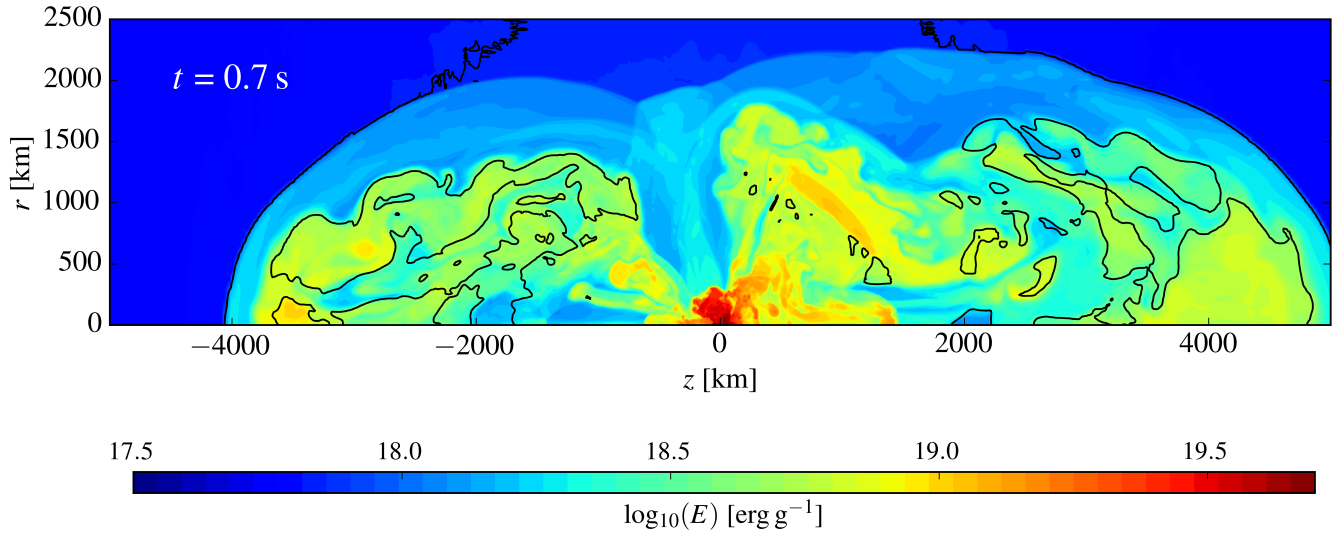 2500
2000
1500
1000
500
0
r [km]
t = 0.7 s
−4000 −2000 0 2000 4000
z [km]
17.5 18.0 18.5 19.0 19.5
log₁₀(E) [erg g⁻¹]